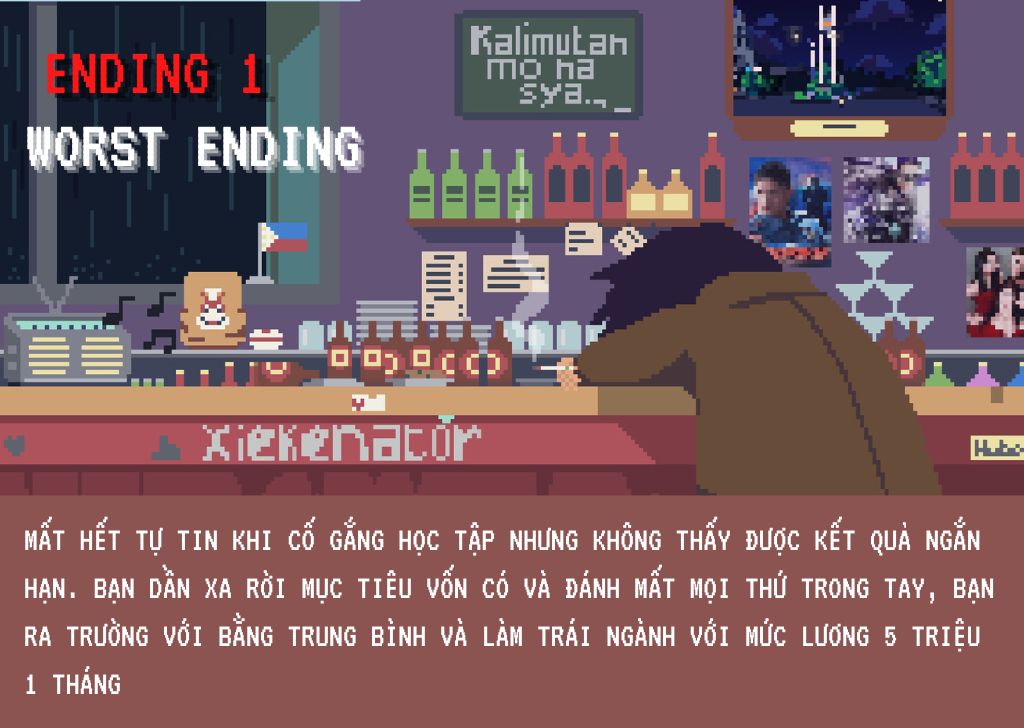 ENDING 1
WORST ENDING
Kalimutan
mo na
sya..
xiekenator
MẤT HẾT TỰ TIN KHI CỐ GẮNG HỌC TẬP NHƯNG KHÔNG THẤY ĐƯỢC KẾT QUẢ NGẮN
HẠN. BẠN DẦN XA RỜI MỤC TIÊU VỐN CÓ VÀ ĐÁNH MẤT MỌI THỨ TRONG TAY, BẠN
RA TRƯỜNG VỚI BẰNG TRUNG BÌNH VÀ LÀM TRÁI NGÀNH VỚI MỨC LƯƠNG 5 TRIỆU
1 THÁNG